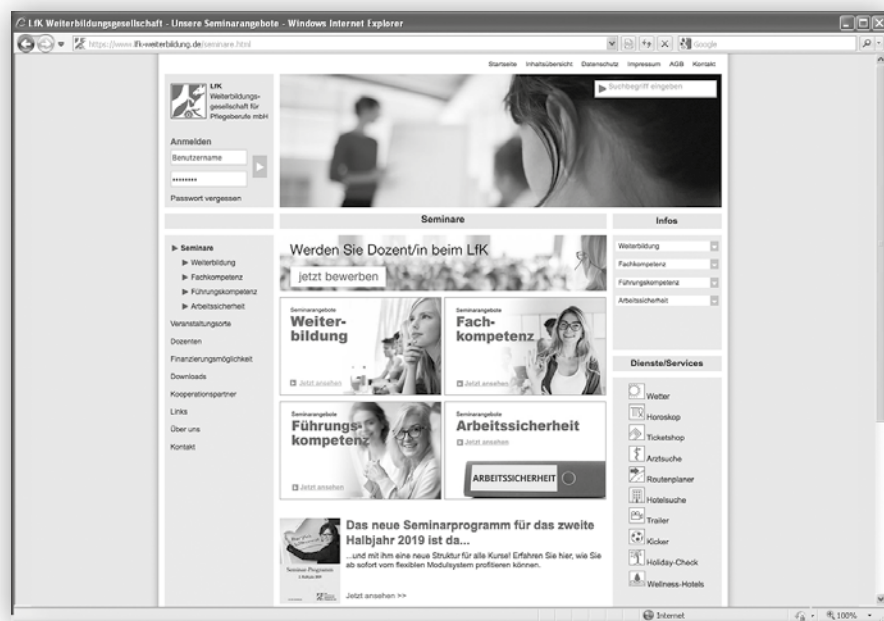 LfK Weiterbildungsgesellschaft - Unsere Seminarangebote - Windows Internet Explorer
https://www.lfk-weiterbildung.de/seminare.html
Google
Startseite Inhaltsübersicht Datenschutz Impressum AGB Kontakt
LfK
Weiterbildungs-
gesellschaft für
Pflegeberufe mbH
Suchbegriff eingeben
Anmelden
Benutzername
••••••••
Passwort vergessen
Seminare
Infos
Seminare
Weiterbildung
Fachkompetenz
Führungskompetenz
Arbeitssicherheit
Veranstaltungsorte
Dozenten
Finanzierungsmöglichkeit
Downloads
Kooperationspartner
Links
Über uns
Kontakt
Werden Sie Dozent/in beim LfK
jetzt bewerben
Seminarangebote
Weiter-
bildung
Jetzt ansehen
Seminarangebote
Fach-
kompetenz
Jetzt ansehen
Seminarangebote
Führungs-
kompetenz
Jetzt ansehen
Seminarangebote
Arbeitssicherheit
Jetzt ansehen
ARBEITSSICHERHEIT
Das neue Seminarprogramm für das zweite
Halbjahr 2019 ist da...
...und mit ihm eine neue Struktur für alle Kurse! Erfahren Sie hier, wie Sie
ab sofort vom flexiblen Modulsystem profitieren können.
Jetzt ansehen >>
Seminar Programm
Weiterbildung
Fachkompetenz
Führungskompetenz
Arbeitssicherheit
Dienste/Services
Wetter
Horoskop
Ticketshop
Arztsuche
Routenplaner
Hotelsuche
Trailer
Kicker
Holiday-Check
Wellness-Hotels
Internet
100%